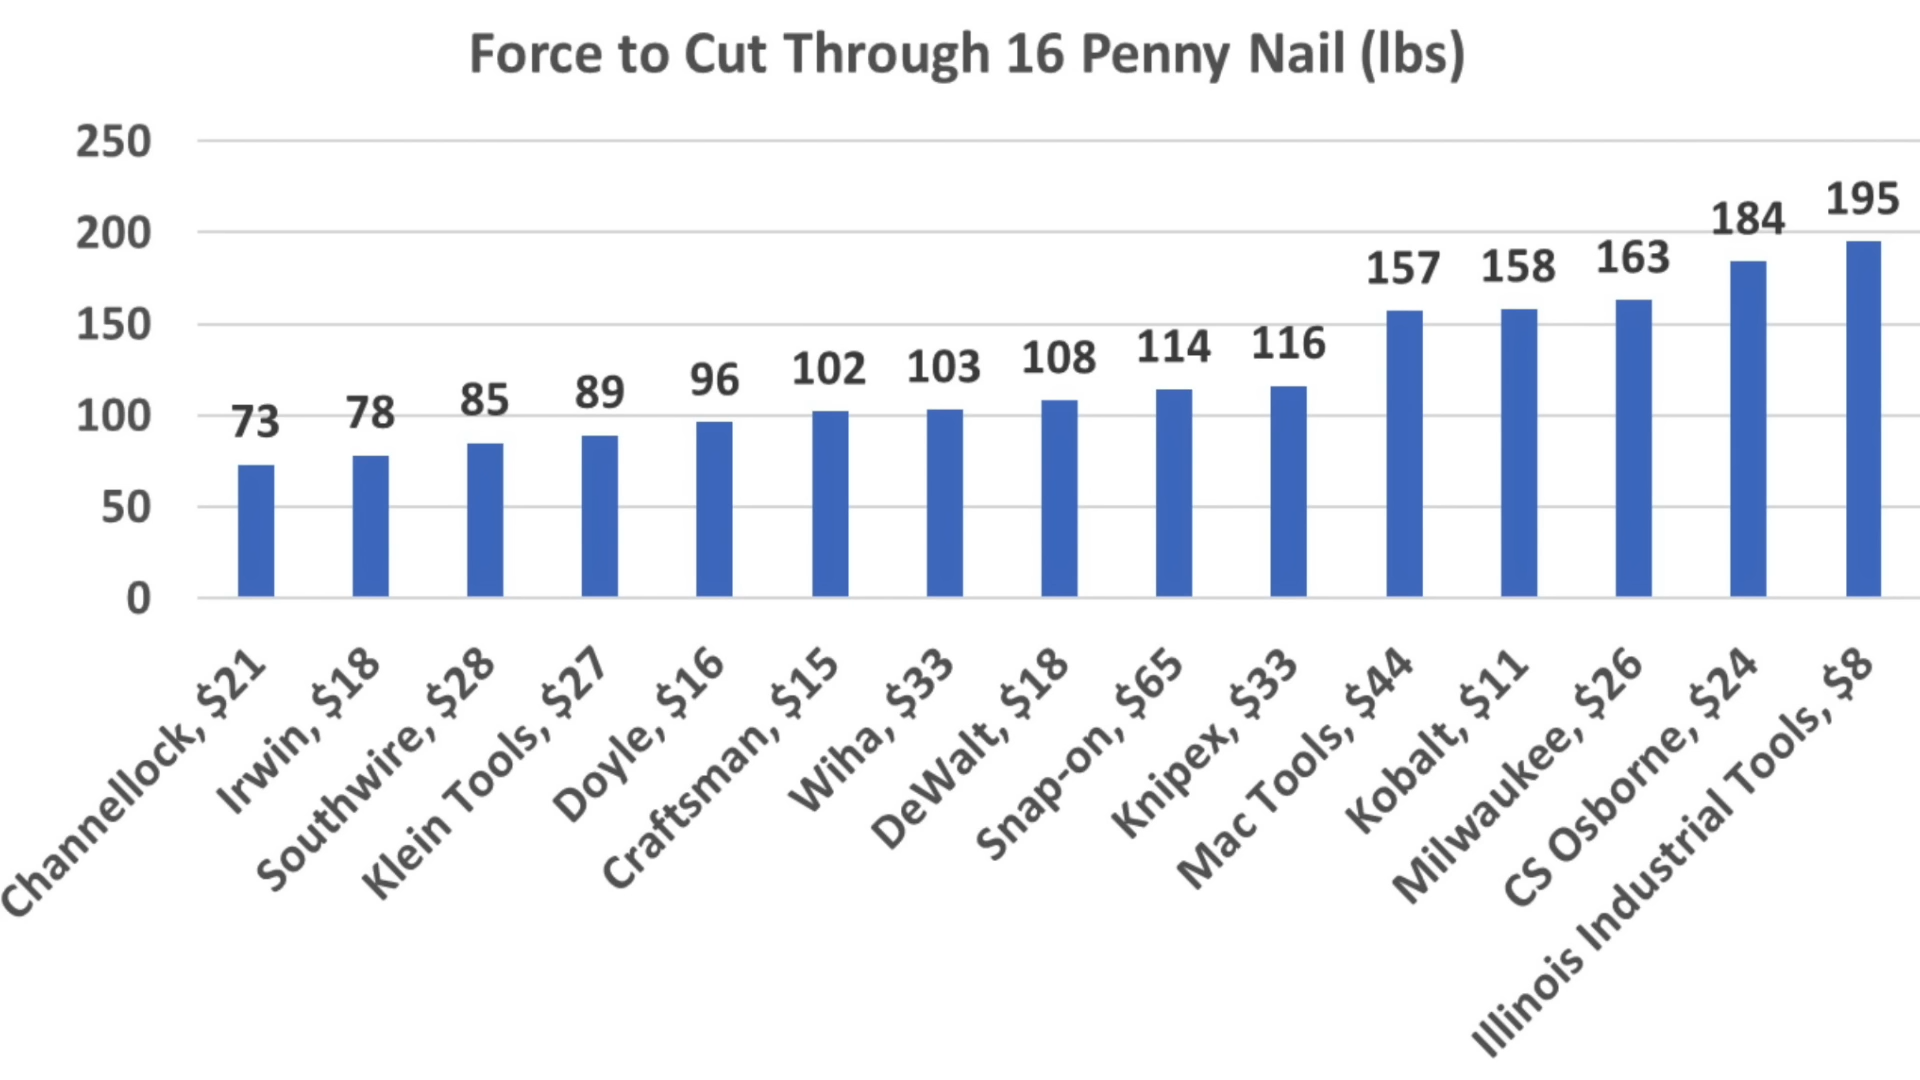 Force to Cut Through 16 Penny Nail (lbs)
250
200
150
100
50
0
73
78
85
89
96
102
103
108
114
116
157
158
163
184
195
Channellock, $21
Irwin, $18
Southwire, $28
Klein Tools, $27
Doyle, $16
Craftsman, $15
Wiha, $33
DeWalt, $18
Snap-on, $65
Knipex, $33
Mac Tools, $44
Kobalt, $11
Milwaukee, $26
CS Osborne, $24
Illinois Industrial Tools, $8